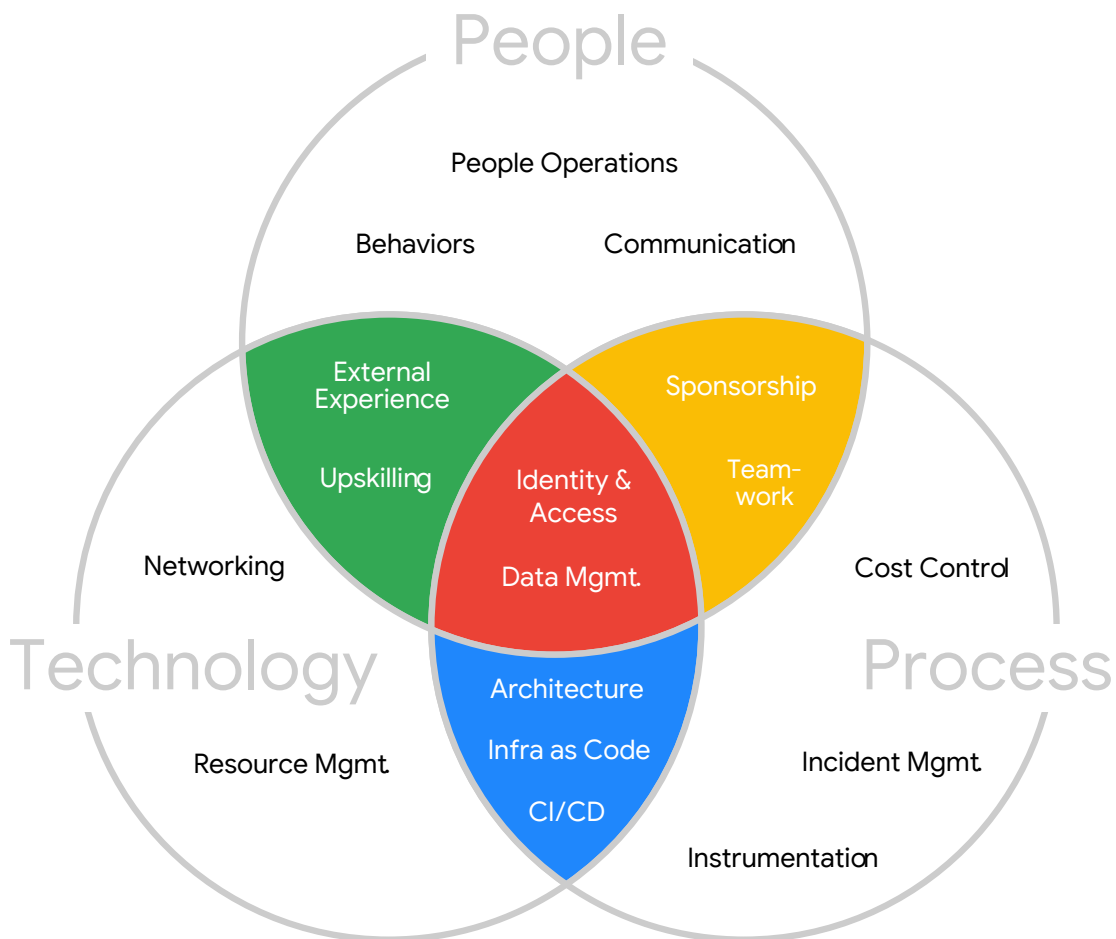 People
People Operations
Behaviors
Communication
External
Experience
Sponsorship
Upskilling
Team-
work
Identity &
Access
Networking
Cost Control
Data Mgmt.
Technology
Process
Architecture
Infra as Code
Resource Mgmt.
Incident Mgmt.
CI/CD
Instrumentation